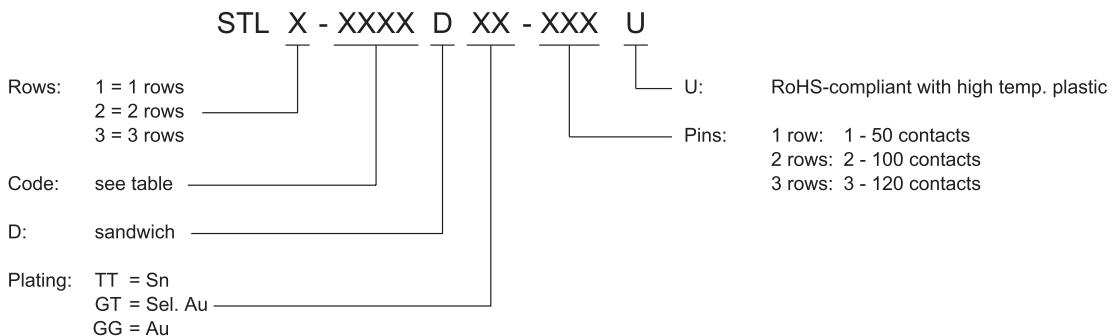 STL X - XXXX D XX - XXX U
Rows: 1 = 1 rows
2 = 2 rows
3 = 3 rows
Code: see table
D: sandwich
Plating: TT = Sn
GT = Sel. Au
GG = Au
U: RoHS-compliant with high temp. plastic
Pins: 1 row: 1 - 50 contacts
2 rows: 2 - 100 contacts
3 rows: 3 - 120 contacts